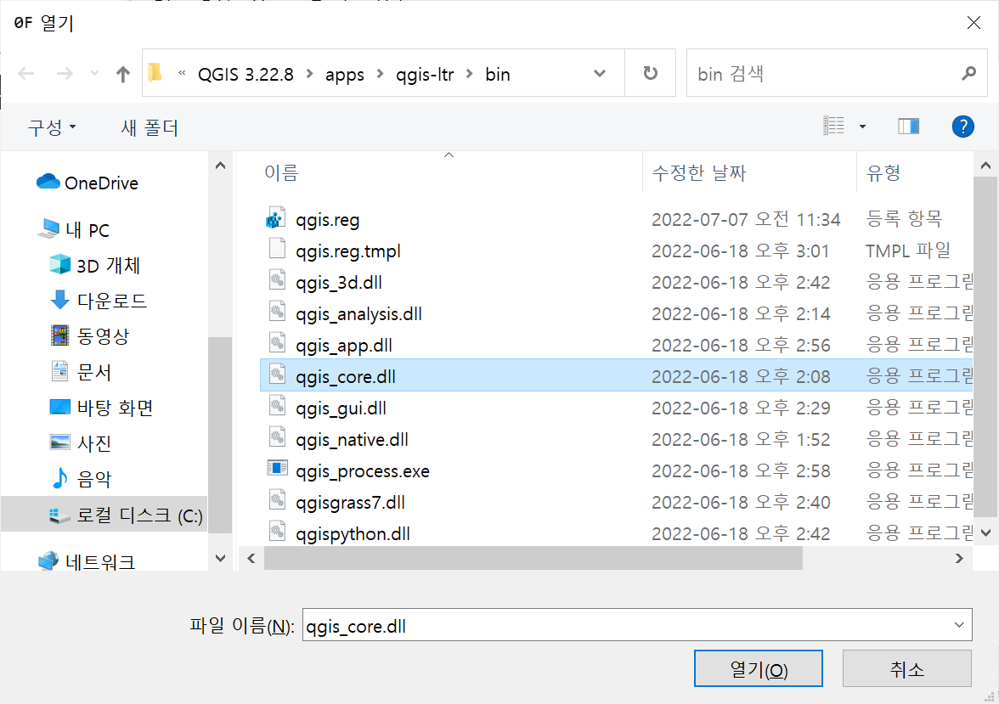 0F 열기
« QGIS 3.22.8 > apps > qgis-ltr > bin
bin 검색
구성
새 폴더
?
OneDrive
내 PC
3D 개체
다운로드
동영상
문서
바탕 화면
사진
음악
로컬 디스크 (C:)
네트워크
이름 수정한 날짜 유형
qgis.reg 2022-07-07 오전 11:34 등록 항목
qgis.reg.tmpl 2022-06-18 오후 3:01 TMPL 파일
qgis_3d.dll 2022-06-18 오후 2:42 응용 프로그램
qgis_analysis.dll 2022-06-18 오후 2:14 응용 프로그램
qgis_app.dll 2022-06-18 오후 2:56 응용 프로그램
qgis_core.dll 2022-06-18 오후 2:08 응용 프로그램
qgis_gui.dll 2022-06-18 오후 2:29 응용 프로그램
qgis_native.dll 2022-06-18 오후 1:52 응용 프로그램
qgis_process.exe 2022-06-18 오후 2:58 응용 프로그램
qgisgrass7.dll 2022-06-18 오후 2:40 응용 프로그램
qgispython.dll 2022-06-18 오후 2:42 응용 프로그램
파일 이름(N): qgis_core.dll
열기(O)
취소